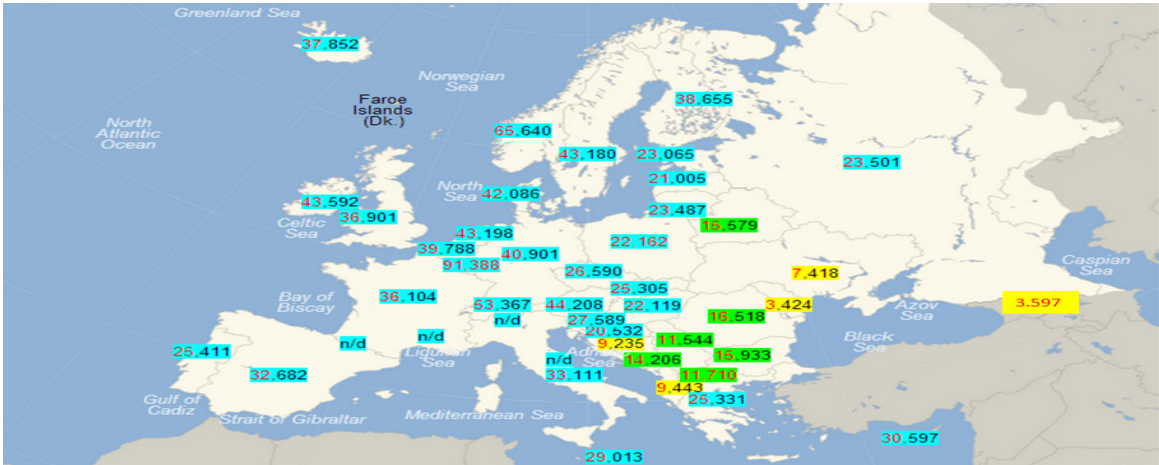 Greenland Sea
37,852
Norwegian
Sea
Faroe
Islands
(Dk.)
38,655
North
Atlantic
Ocean
65,640
43,180
23,065
23,501
21,005
North
Sea
42,086
43,592
36,901
Celtic
Sea
23,487
15,579
43,198
39,788
40,901
91,388
22,162
26,590
7,418
Caspian
Sea
25,305
Bay of
Biscay
36,104
53,367
44,208
22,119
3,424
3.597
Azov
Sea
n/d
27,589
16,518
20,532
n/d
n/d
9,235
11,544
Black
Sea
25,411
Ligurian
Sea
n/d
Adriatic
Sea
14,206
15,933
32,682
33,111
11,710
9,443
25,331
Gulf of
Cadiz
Strait of Gibraltar
Mediterranean Sea
30,597
29,013